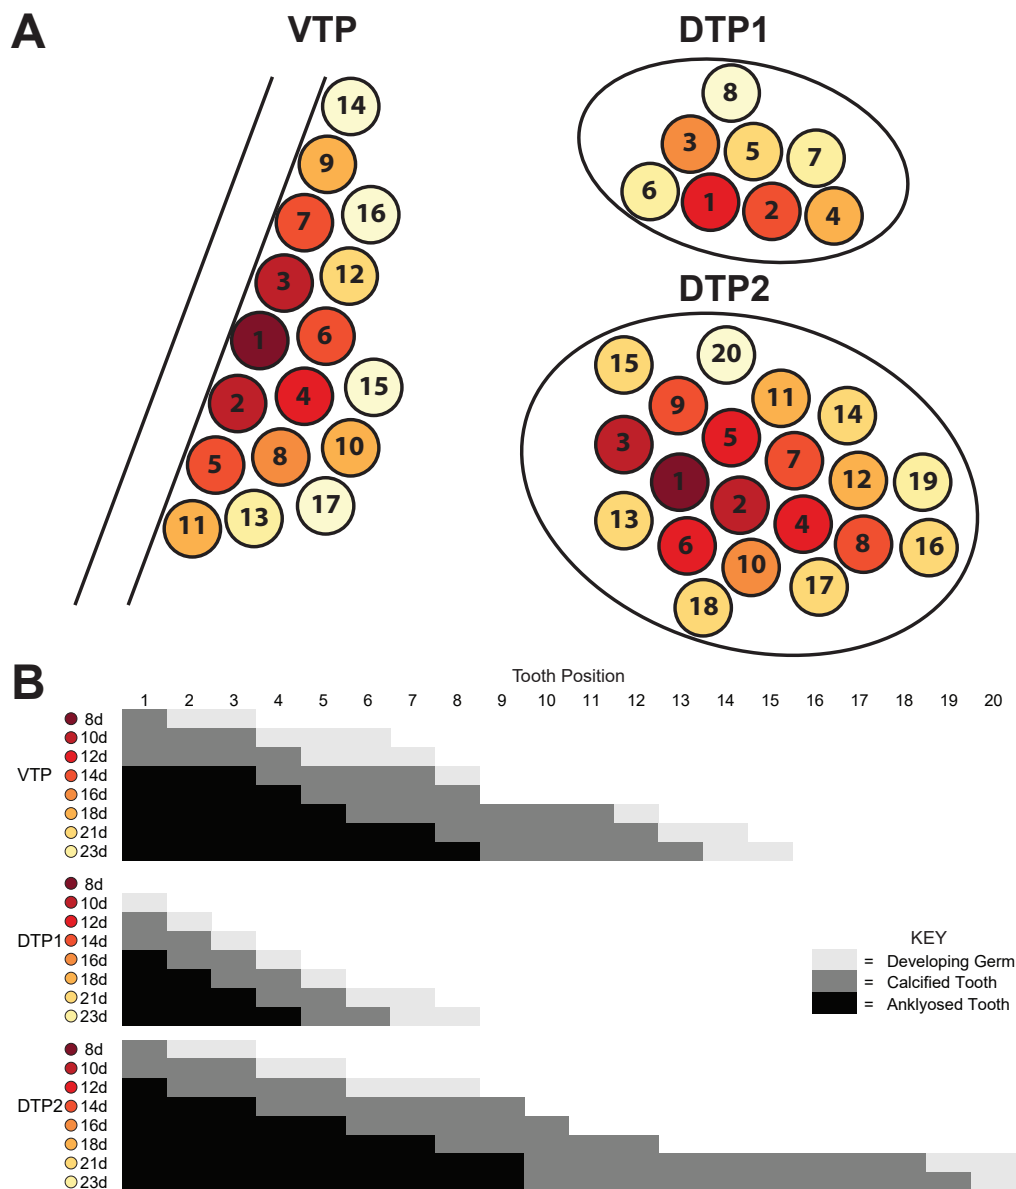 A
VTP
DTP1
14
9
7
16
3
12
1
6
2
4
15
5
8
10
11
13
17
8
3
5
7
6
1
2
4
DTP2
15
20
9
11
14
3
5
7
1
2
12
19
13
6
4
8
16
10
17
18
B
Tooth Position
1 2 3 4 5 6 7 8 9 10 11 12 13 14 15 16 17 18 19 20
VTP
8d
10d
12d
14d
16d
18d
21d
23d
DTP1
8d
10d
12d
14d
16d
18d
21d
23d
KEY
= Developing Germ
= Calcified Tooth
= Anklyosed Tooth
DTP2
8d
10d
12d
14d
16d
18d
21d
23d